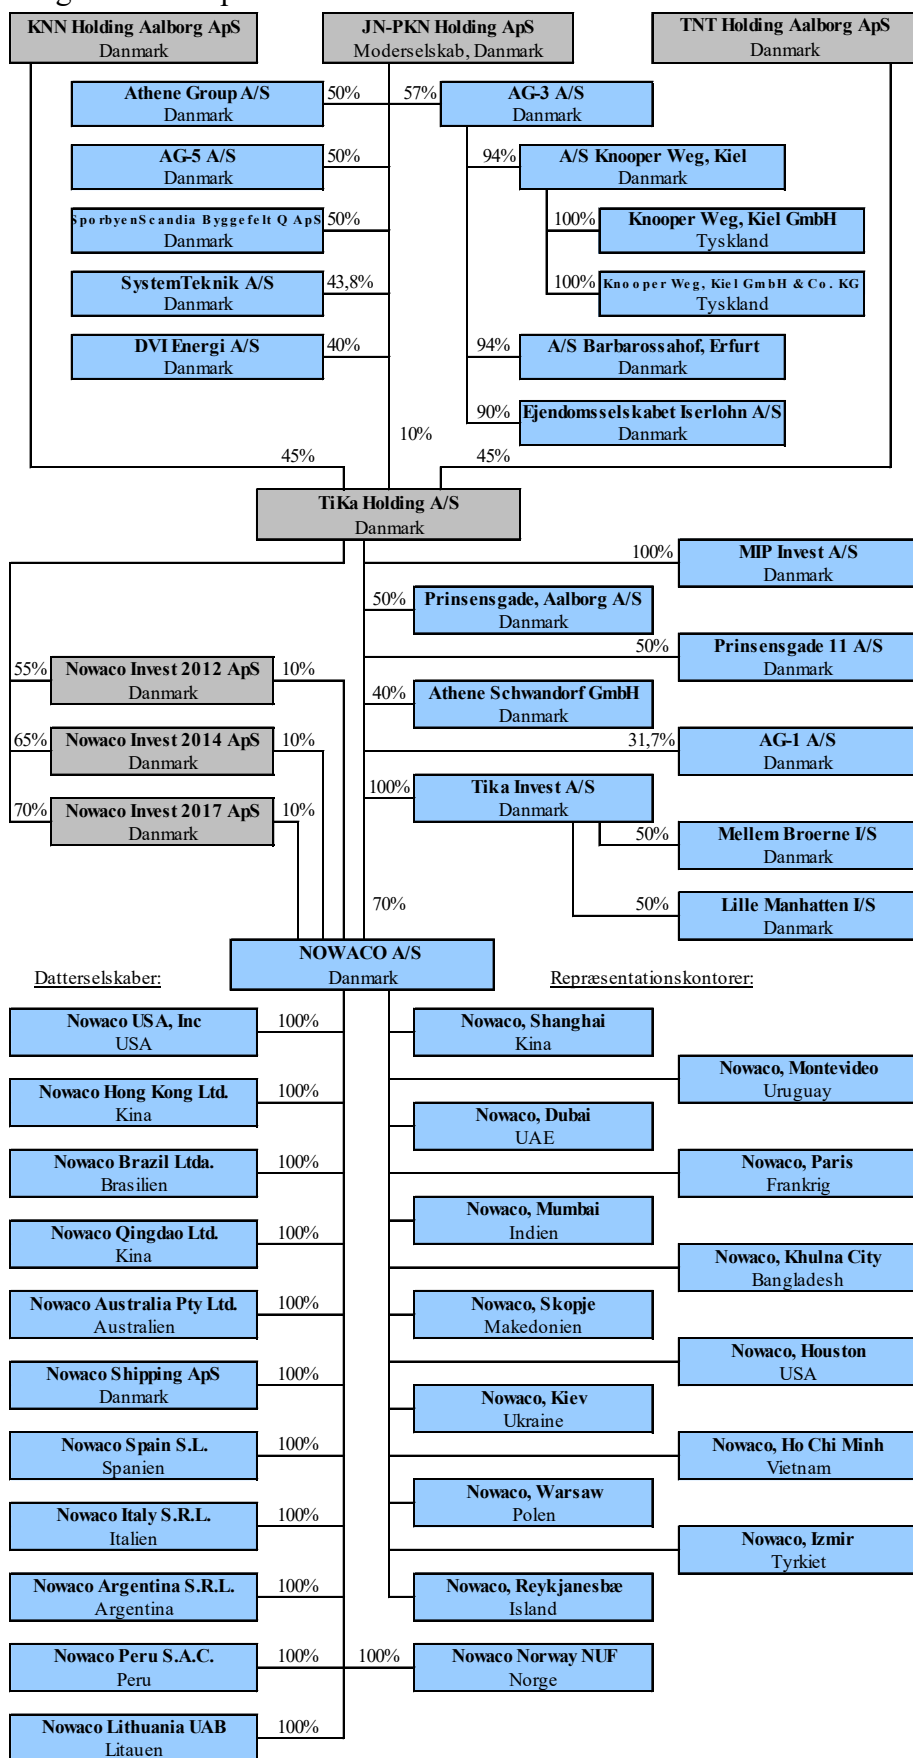 KNN Holding Aalborg ApS
Danmark
JN-PKN Holding ApS
Moderselskab, Danmark
TNT Holding Aalborg ApS
Danmark
Athene Group A/S
Danmark
50%
57%
AG-3 A/S
Danmark
AG-5 A/S
Danmark
50%
94%
A/S Knooper Weg, Kiel
Danmark
SporbyenScandia Byggefelt Q ApS
Danmark
50%
100%
Knooper Weg, Kiel GmbH
Tyskland
SystemTeknik A/S
Danmark
43,8%
100%
Knooper Weg, Kiel GmbH & Co. KG
Tyskland
DVI Energi A/S
Danmark
40%
94%
A/S Barbarossahof, Erfurt
Danmark
90%
Ejendomsselskabet Iserlohn A/S
Danmark
10%
45%
45%
TiKa Holding A/S
Danmark
100%
MIP Invest A/S
Danmark
50%
Prinsensgade, Aalborg A/S
Danmark
50%
Prinsensgade 11 A/S
Danmark
55%
Nowaco Invest 2012 ApS
Danmark
10%
40%
Athene Schwandorf GmbH
Danmark
65%
Nowaco Invest 2014 ApS
Danmark
10%
31,7%
AG-1 A/S
Danmark
70%
Nowaco Invest 2017 ApS
Danmark
10%
100%
Tika Invest A/S
Danmark
50%
Mellem Broerne I/S
Danmark
70%
50%
Lille Manhatten I/S
Danmark
NOWACO A/S
Danmark
Datterselskaber:
Repræsentationskontorer:
Nowaco USA, Inc
USA
100%
Nowaco, Shanghai
Kina
Nowaco, Montevideo
Uruguay
Nowaco Hong Kong Ltd.
Kina
100%
Nowaco, Dubai
UAE
Nowaco Brazil Ltda.
Brasilien
100%
Nowaco, Paris
Frankrig
Nowaco, Mumbai
Indien
Nowaco Qingdao Ltd.
Kina
100%
Nowaco, Khulna City
Bangladesh
Nowaco Australia Pty Ltd.
Australien
100%
Nowaco, Skopje
Makedonien
Nowaco, Houston
USA
Nowaco Shipping ApS
Danmark
100%
Nowaco, Kiev
Ukraine
Nowaco Spain S.L.
Spanien
100%
Nowaco, Ho Chi Minh
Vietnam
Nowaco, Warsaw
Polen
Nowaco Italy S.R.L.
Italien
100%
Nowaco, Izmir
Tyrkiet
Nowaco Argentina S.R.L.
Argentina
100%
Nowaco, Reykjanesbæ
Island
Nowaco Peru S.A.C.
Peru
100%
100%
Nowaco Norway NUF
Norge
Nowaco Lithuania UAB
Litauen
100%